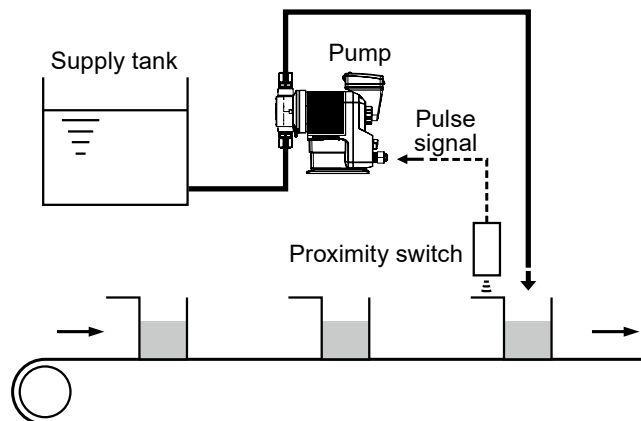 Supply tank
Pump
Pulse
signal
Proximity switch